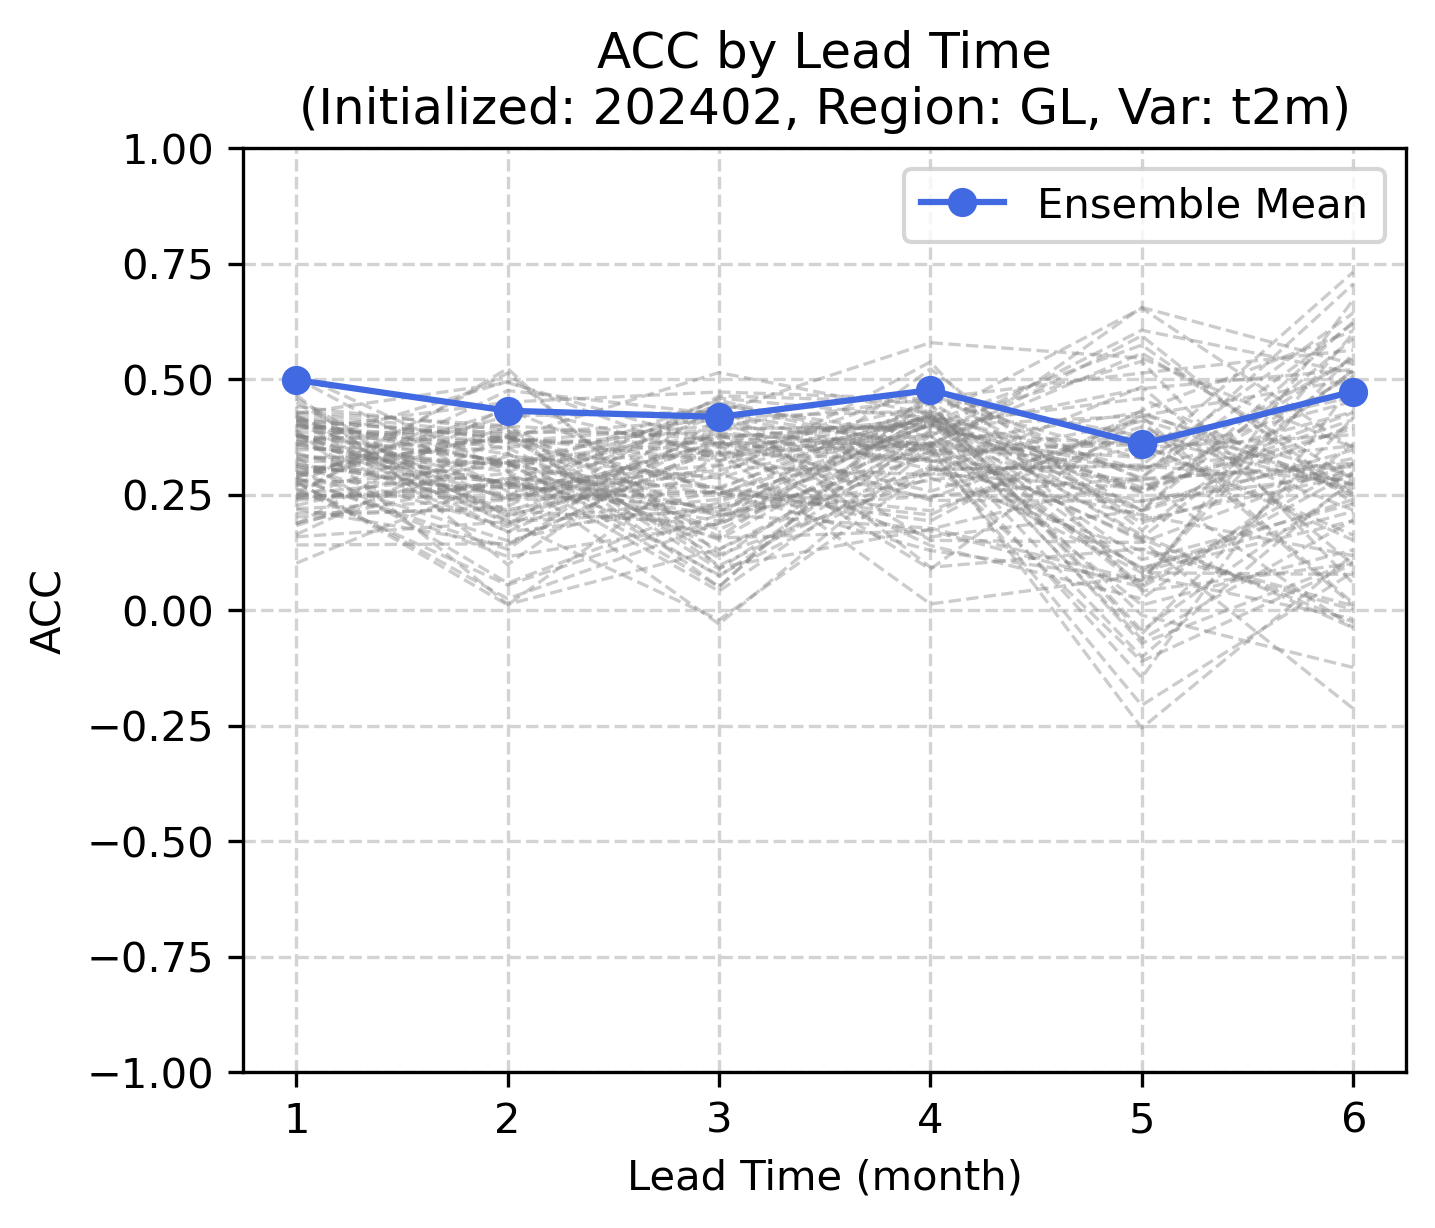 ACC by Lead Time
(Initialized: 202402, Region: GL, Var: t2m)
Ensemble Mean
1.00
0.75
0.50
0.25
0.00
−0.25
−0.50
−0.75
−1.00
ACC
1 2 3 4 5 6
Lead Time (month)